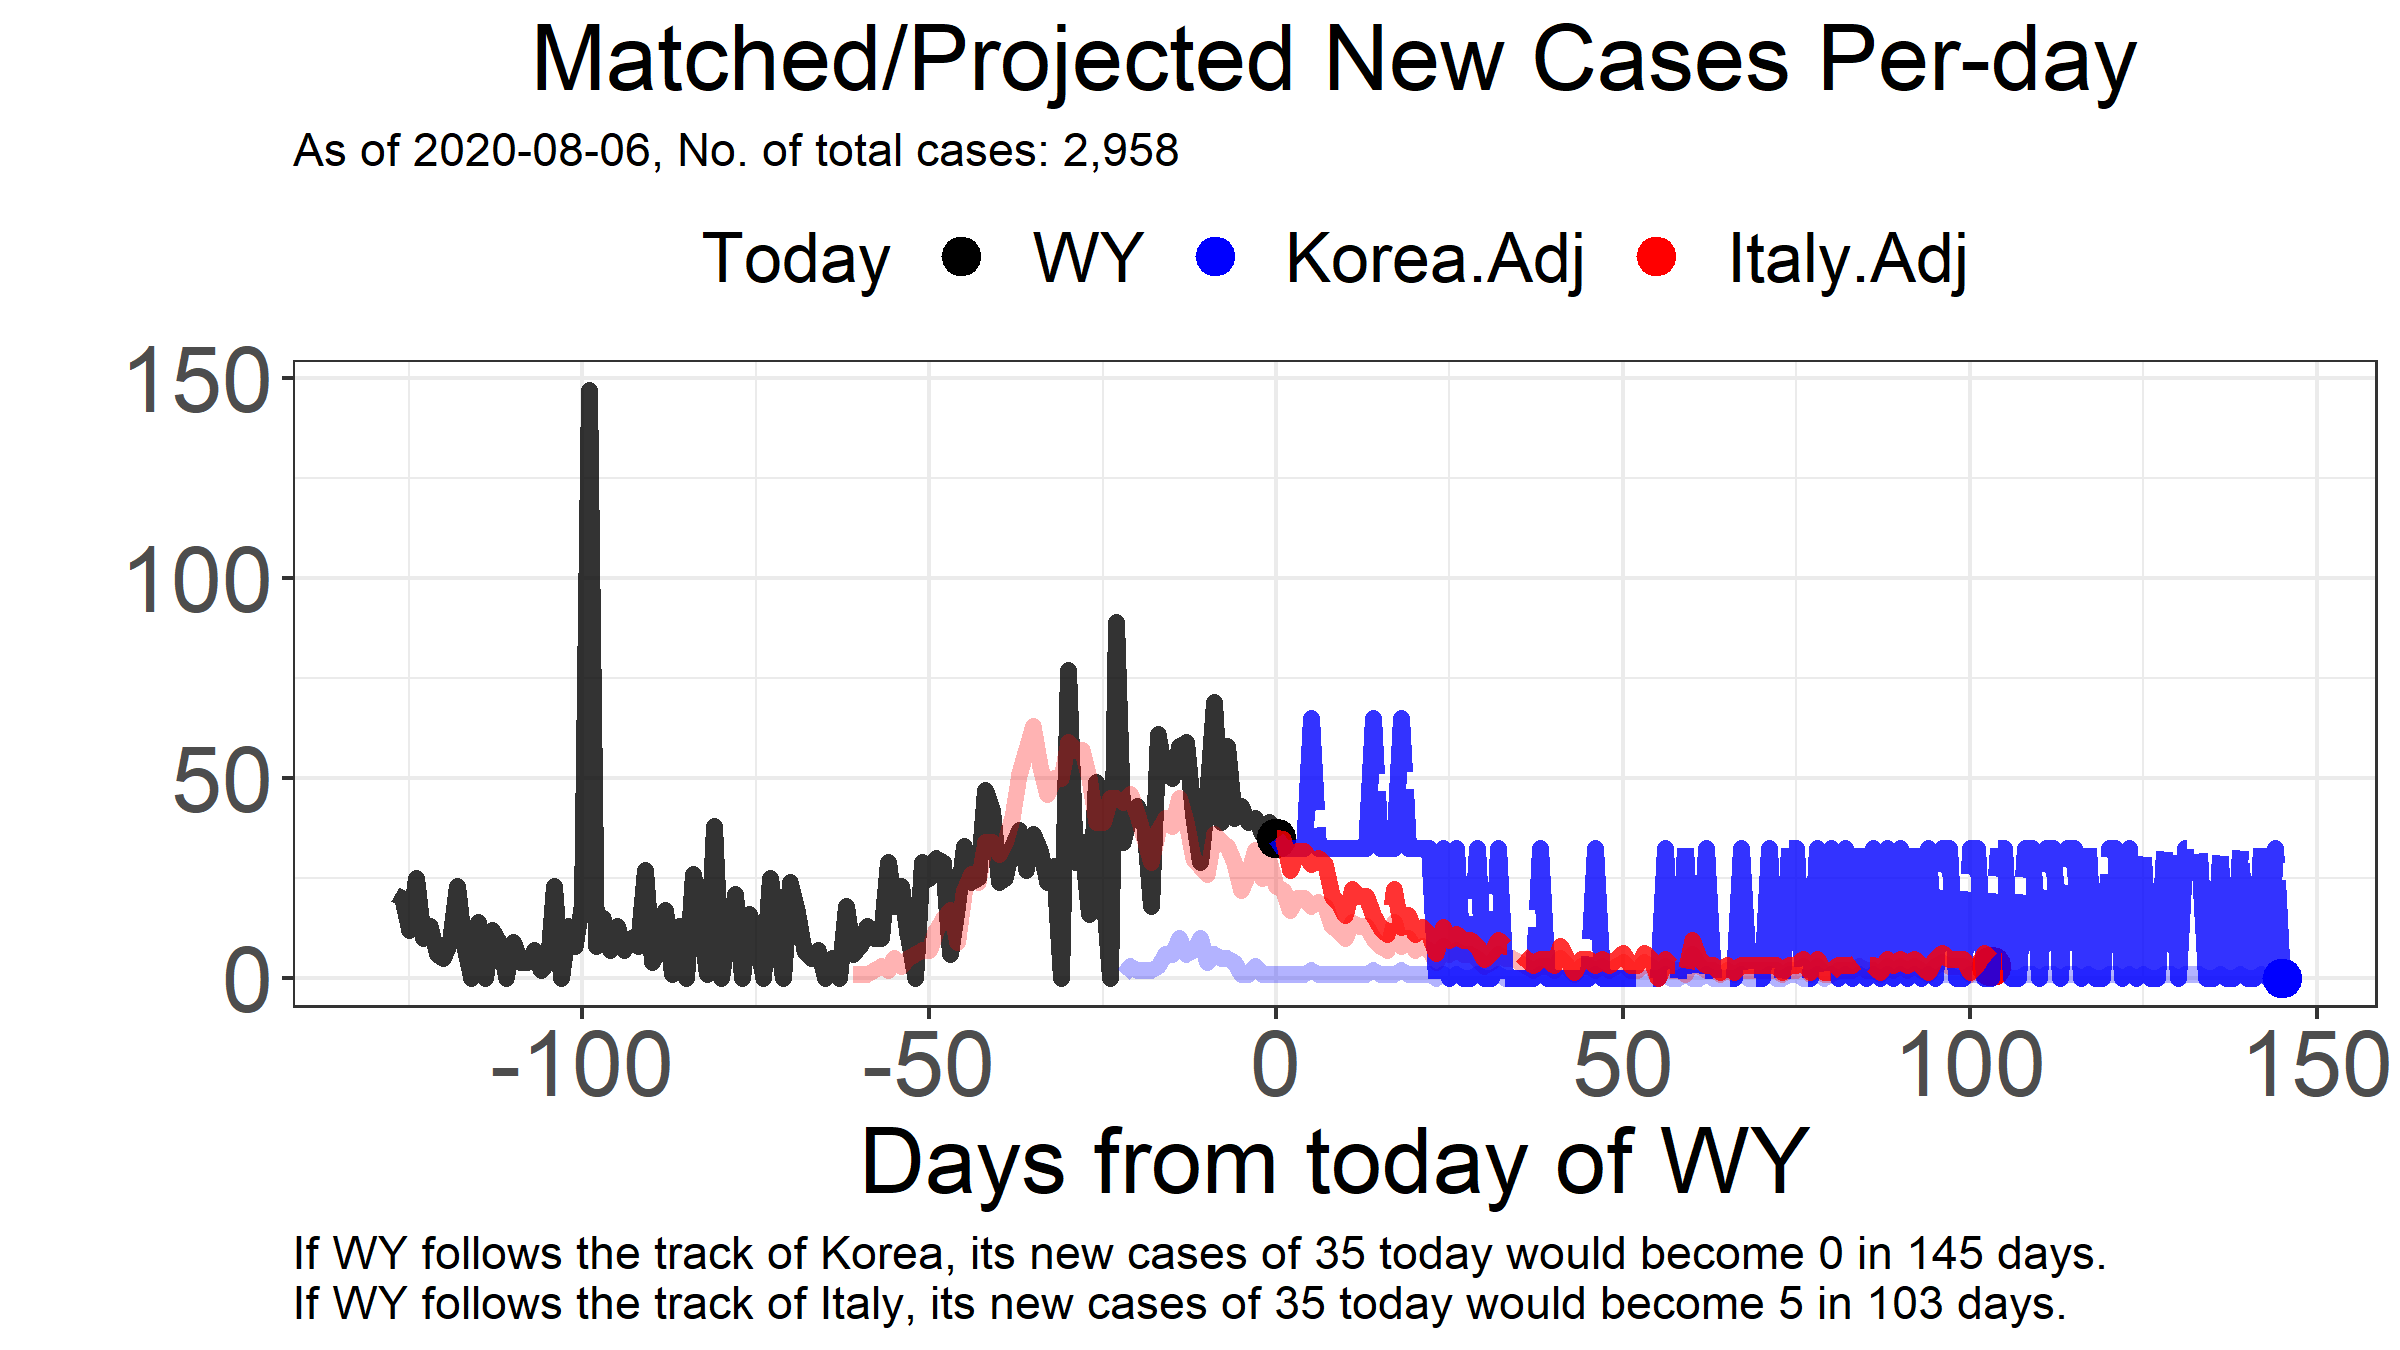 Matched/Projected New Cases Per-day
As of 2020-08-06, No. of total cases: 2,958
Today WY Korea.Adj Italy.Adj
150
100
50
0
-100 -50 0 50 100 150
Days from today of WY
If WY follows the track of Korea, its new cases of 35 today would become 0 in 145 days.
If WY follows the track of Italy, its new cases of 35 today would become 5 in 103 days.